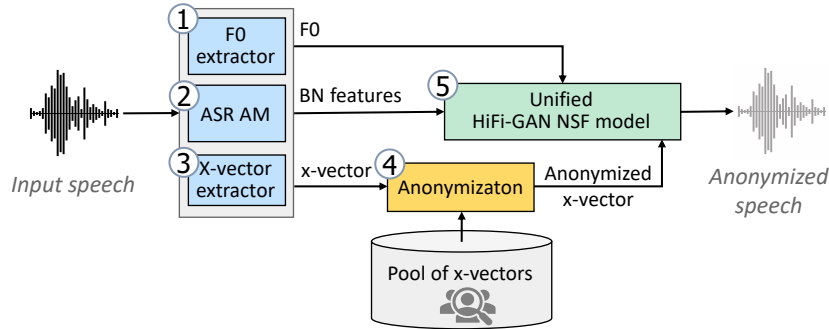 1
F0
extractor
F0
2
ASR AM
BN features
3
X-vector
extractor
x-vector
4
Anonymizaton
Anonymized
x-vector
5
Unified
HiFi-GAN NSF model
Input speech
Anonymized
speech
Pool of x-vectors